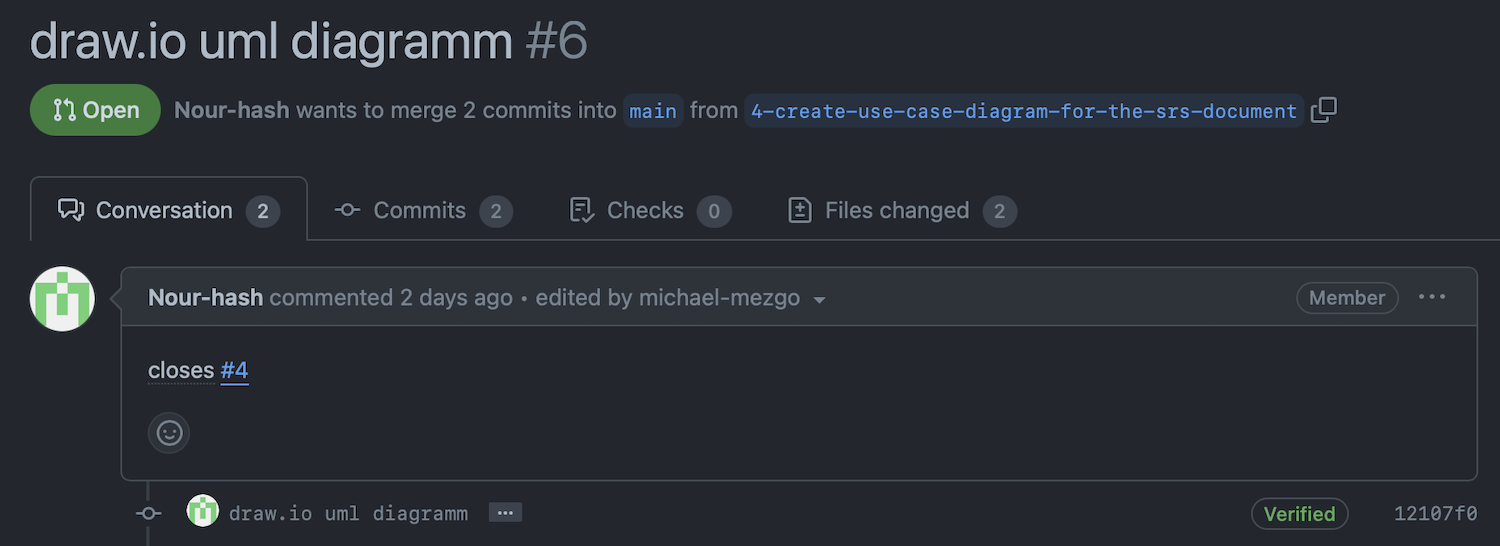 draw.io uml diagramm #6
Open Nour-hash wants to merge 2 commits into main from 4-create-use-case-diagram-for-the-srs-document
Conversation 2 Commits 2 Checks 0 Files changed 2
Nour-hash commented 2 days ago • edited by michael-mezgo Member ...
closes #4
draw.io uml diagramm ... Verified 12107f0